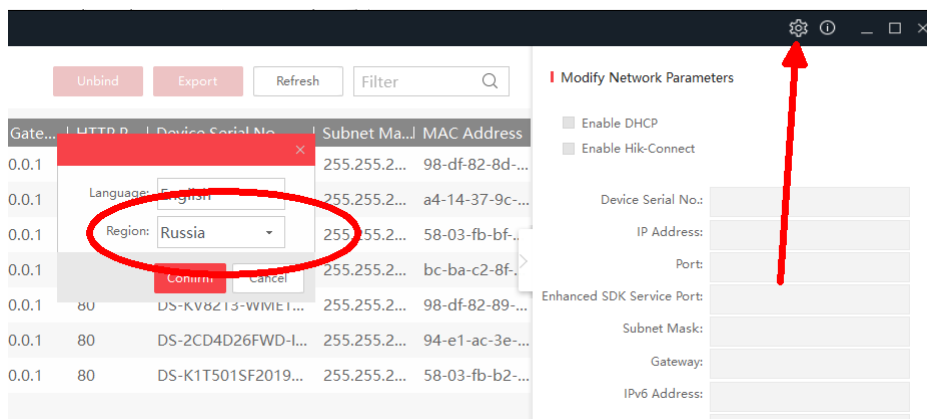 Unbind Export Refresh Filter
Modify Network Parameters
Enable DHCP
Enable Hik-Connect
Gate... HTTP P Device Serial No Subnet Ma... MAC Address
0.0.1 255.255.2... 98-df-82-8d-...
Language: English
0.0.1 255.255.2... a4-14-37-9c-...
Device Serial No.:
Region: Russia
0.0.1 255.255.2... 58-03-fb-bf-..
IP Address:
0.0.1 255.255.2... bc-ba-c2-8f-.
Port:
Confirm Cancel
0.0.1 80 DS-KV8213-WME1... 255.255.2... 98-df-82-89-...
Enhanced SDK Service Port:
0.0.1 80 DS-2CD4D26FWD-I... 255.255.2... 94-e1-ac-3e-...
Subnet Mask:
Gateway:
0.0.1 80 DS-K1T501SF2019... 255.255.2... 58-03-fb-b2-...
IPv6 Address: